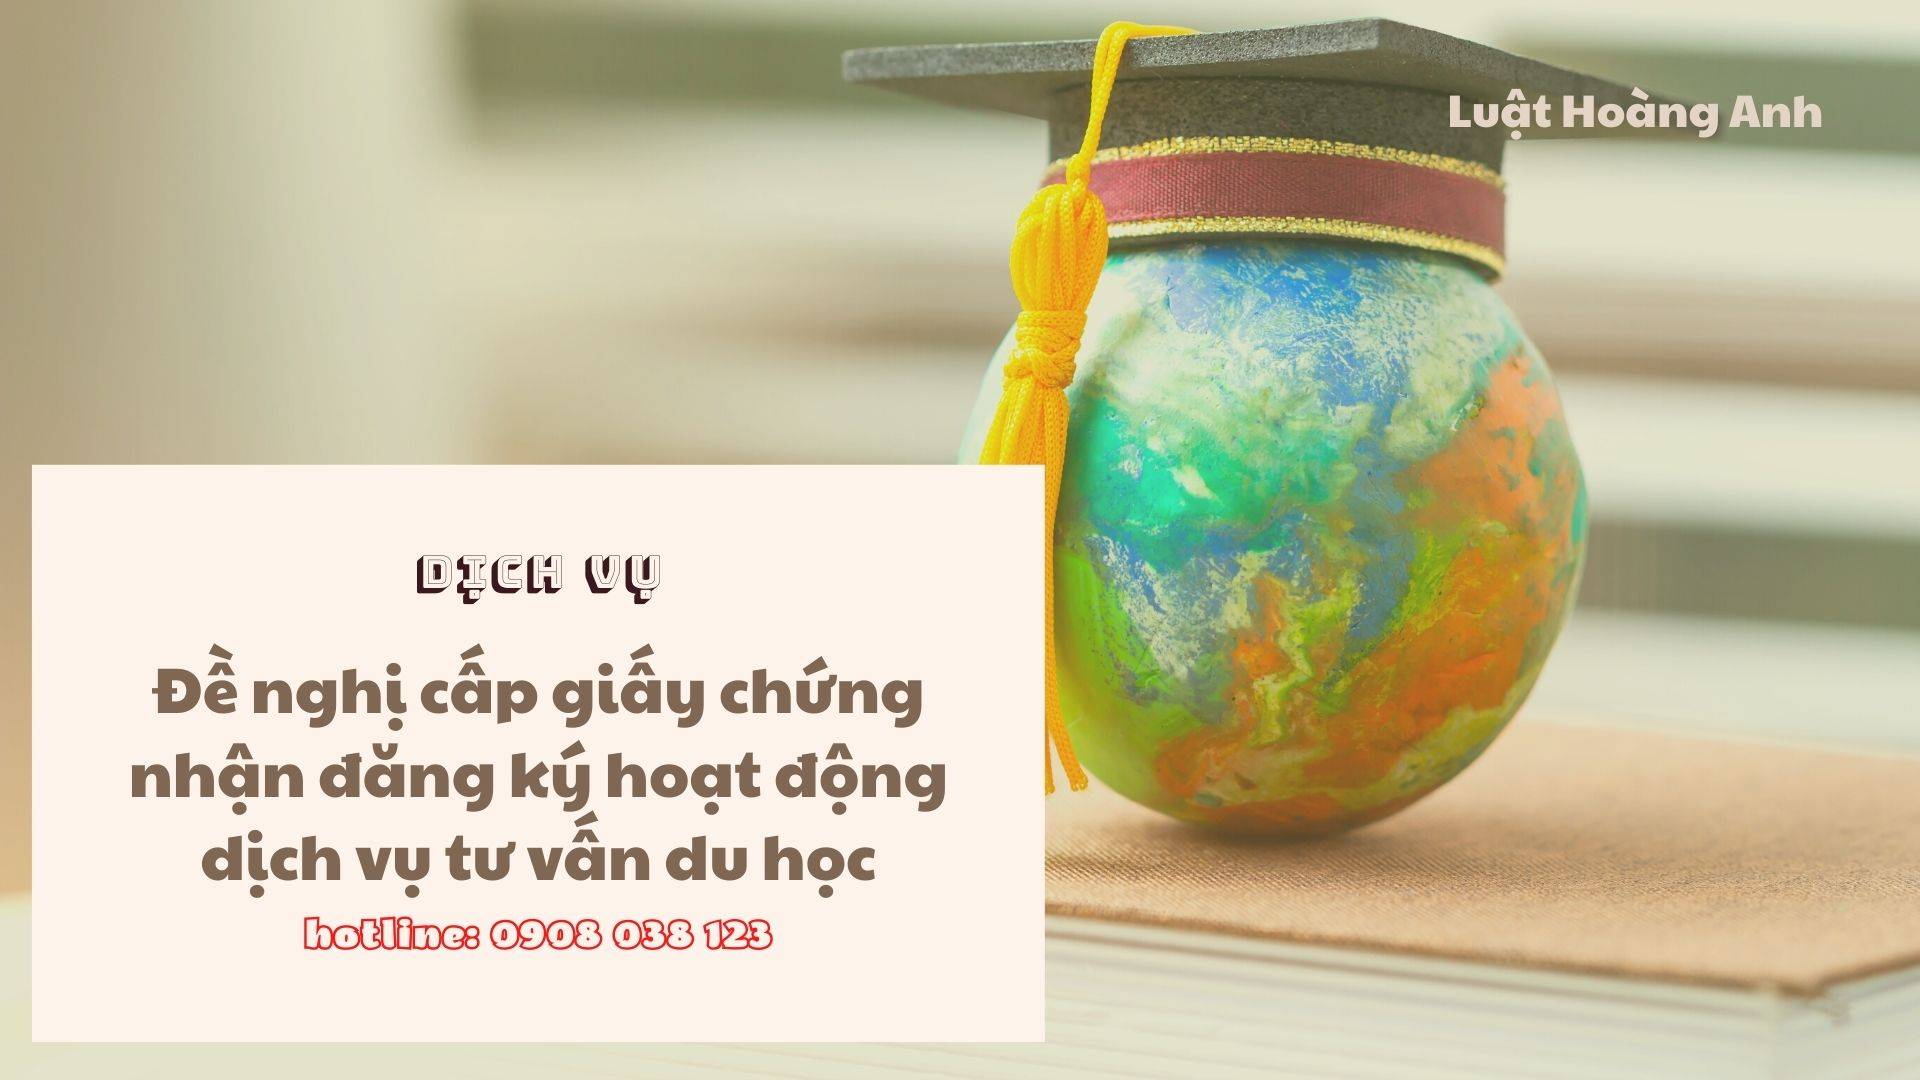 Luật Hoàng Anh
DỊCH VỤ
Đề nghị cấp giấy chứng
nhận đăng ký hoạt động
dịch vụ tư vấn du học
hotline: 0908 038 123